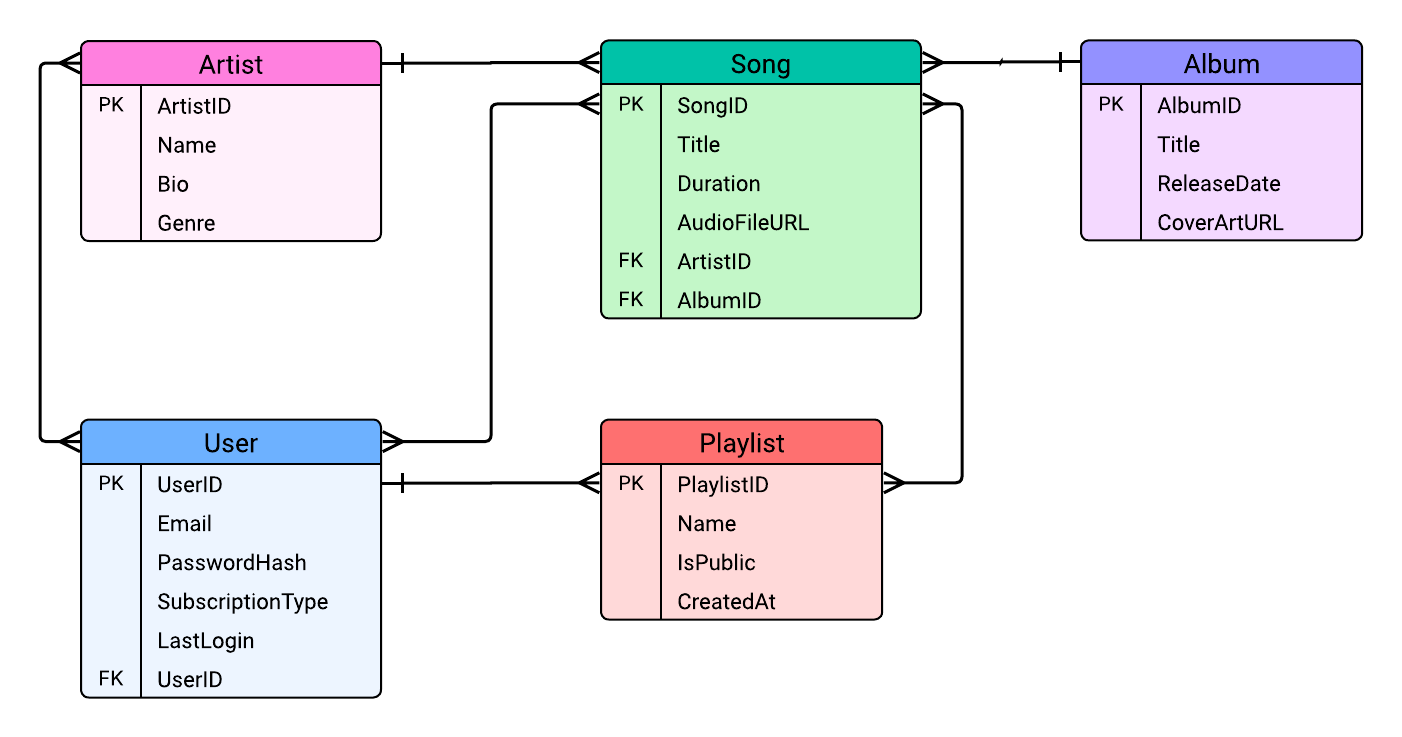 Artist
PK ArtistID
Name
Bio
Genre
Song
PK SongID
Title
Duration
AudioFileURL
FK ArtistID
FK AlbumID
Album
PK AlbumID
Title
ReleaseDate
CoverArtURL
User
PK UserID
Email
PasswordHash
SubscriptionType
LastLogin
FK UserID
Playlist
PK PlaylistID
Name
IsPublic
CreatedAt